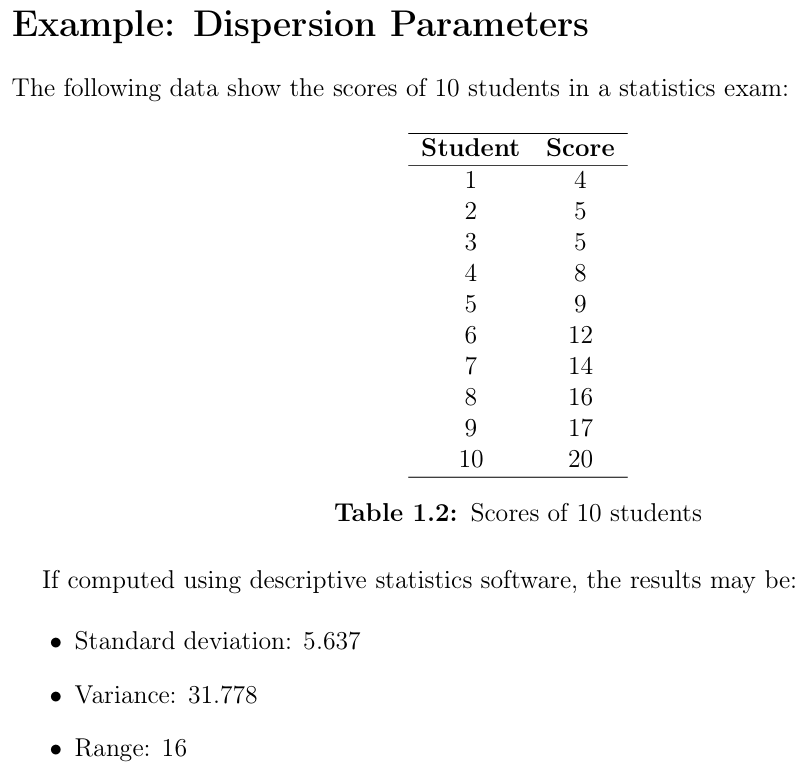 Example: Dispersion Parameters
The following data show the scores of 10 students in a statistics exam:
Student Score
1 4
2 5
3 5
4 8
5 9
6 12
7 14
8 16
9 17
10 20
Table 1.2: Scores of 10 students
If computed using descriptive statistics software, the results may be:
• Standard deviation: 5.637
• Variance: 31.778
• Range: 16